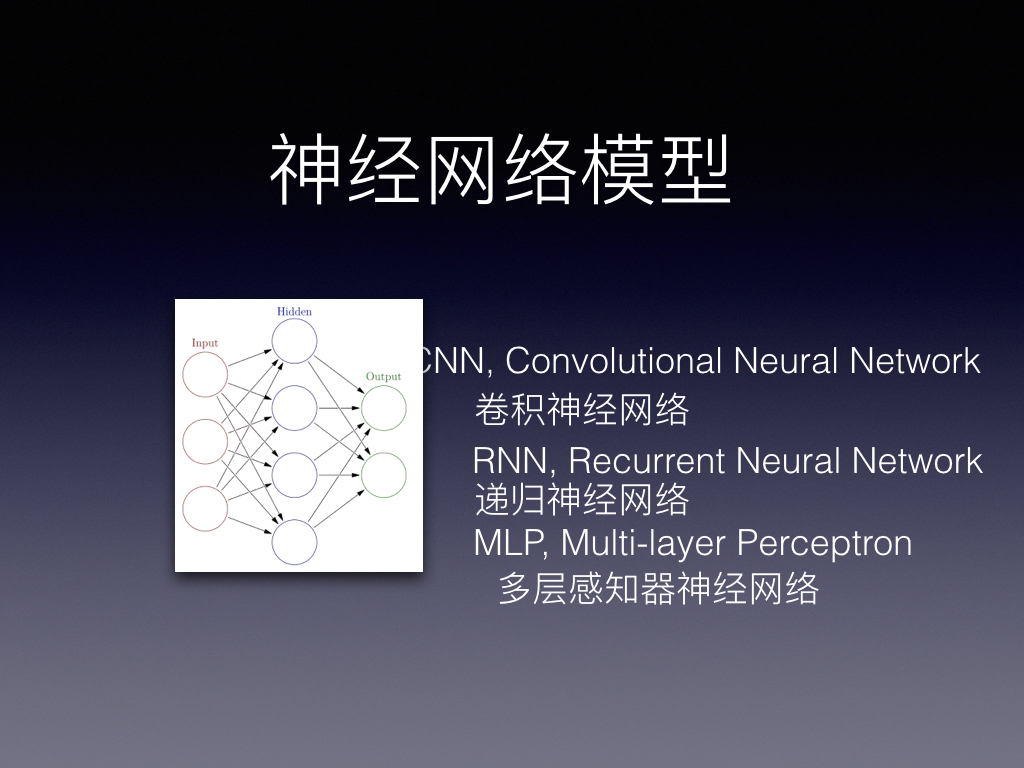 神经网络模型
Hidden
Input
Output
CNN, Convolutional Neural Network
卷积神经网络
RNN, Recurrent Neural Network
递归神经网络
MLP, Multi-layer Perceptron
多层感知器神经网络